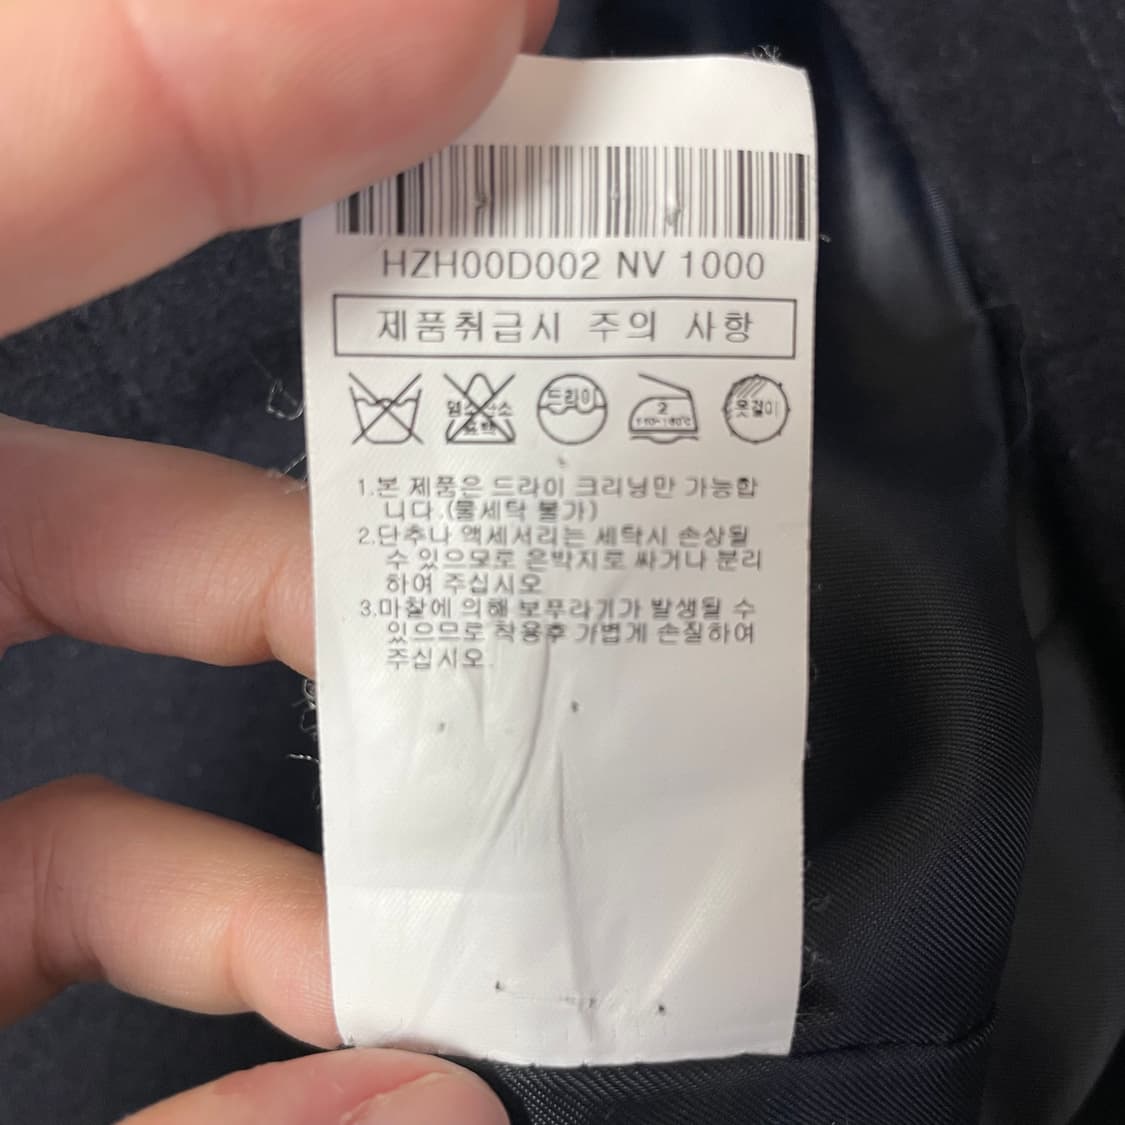 HZH00D002 NV 1000
제품취급시 주의 사항
염소산소
표백
드라이
2
옷걸이
1.본 제품은 드라이 크리닝만 가능합
니다.(물세탁 불가)
2.단추나 액세서리는 세탁시 손상될
수 있으모로 은박지로 싸거나 분리
하여 주십시오
3.마찰에 의해 보푸라기가 발생될 수
있으므로 착용후 가볍게 손질하여
주십시오.